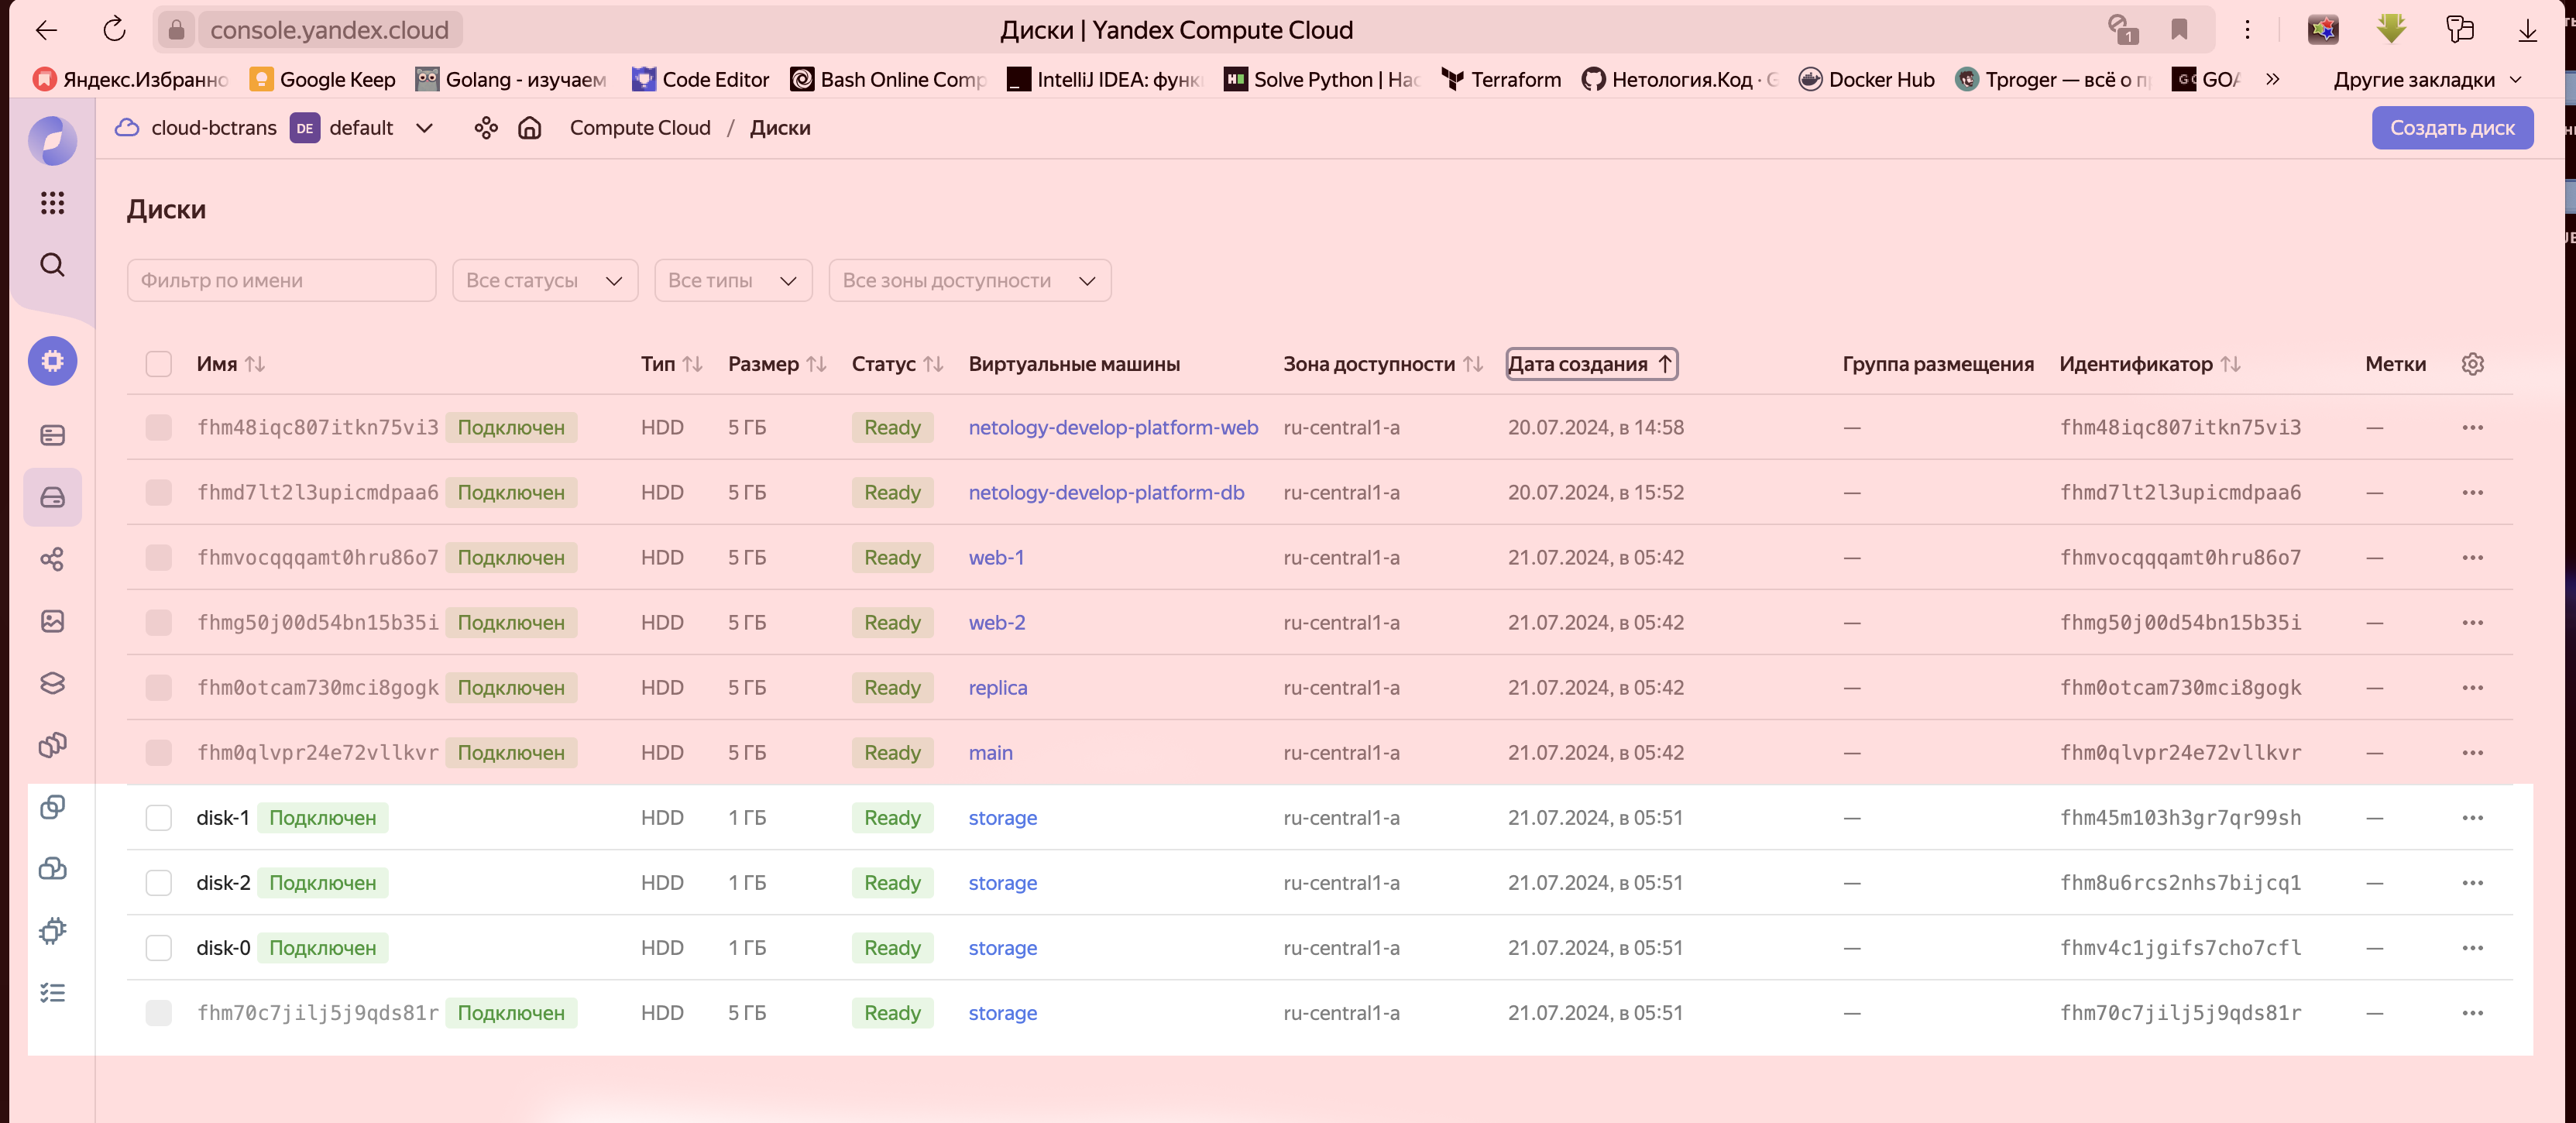 console.yandex.cloud Диски | Yandex Compute Cloud 1
Яндекс.Избранно Google Keep Golang - изучаем Code Editor Bash Online Comp IntelliJ IDEA: функ Solve Python | Ha Terraform Нетология.Код · G Docker Hub Tproger — всё о п GOA » Другие закладки
cloud-bctrans DE default Compute Cloud / Диски Создать диск
Диски
Фильтр по имени Все статусы Все типы Все зоны доступности
Имя Тип Размер Статус Виртуальные машины Зона доступности Дата создания ↑ Группа размещения Идентификатор Метки
fhm48iqc807itkn75vi3 Подключен HDD 5 ГБ Ready netology-develop-platform-web ru-central1-a 20.07.2024, в 14:58 — fhm48iqc807itkn75vi3 —
fhmd7lt2l3upicmdpaa6 Подключен HDD 5 ГБ Ready netology-develop-platform-db ru-central1-a 20.07.2024, в 15:52 — fhmd7lt2l3upicmdpaa6 —
fhmvocqqqamt0hru86o7 Подключен HDD 5 ГБ Ready web-1 ru-central1-a 21.07.2024, в 05:42 — fhmvocqqqamt0hru86o7 —
fhmg50j00d54bn15b35i Подключен HDD 5 ГБ Ready web-2 ru-central1-a 21.07.2024, в 05:42 — fhmg50j00d54bn15b35i —
fhm0otcam730mci8gogk Подключен HDD 5 ГБ Ready replica ru-central1-a 21.07.2024, в 05:42 — fhm0otcam730mci8gogk —
fhm0qlvpr24e72vllkvr Подключен HDD 5 ГБ Ready main ru-central1-a 21.07.2024, в 05:42 — fhm0qlvpr24e72vllkvr —
disk-1 Подключен HDD 1 ГБ Ready storage ru-central1-a 21.07.2024, в 05:51 — fhm45m103h3gr7qr99sh —
disk-2 Подключен HDD 1 ГБ Ready storage ru-central1-a 21.07.2024, в 05:51 — fhm8u6rcs2nhs7bijcq1 —
disk-0 Подключен HDD 1 ГБ Ready storage ru-central1-a 21.07.2024, в 05:51 — fhmv4c1jgifs7cho7cfl —
fhm70c7jilj5j9qds81r Подключен HDD 5 ГБ Ready storage ru-central1-a 21.07.2024, в 05:51 — fhm70c7jilj5j9qds81r —